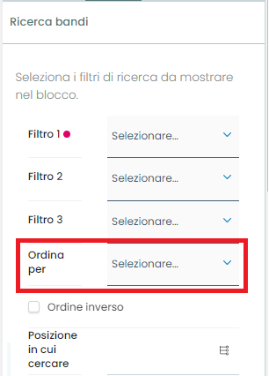 Ricerca bandi
Seleziona i filtri di ricerca da mostrare
nel blocco.
Filtro 1 Selezionare...
Filtro 2 Selezionare...
Filtro 3 Selezionare...
Ordina
per Selezionare...
Ordine inverso
Posizione
in cui
cercare